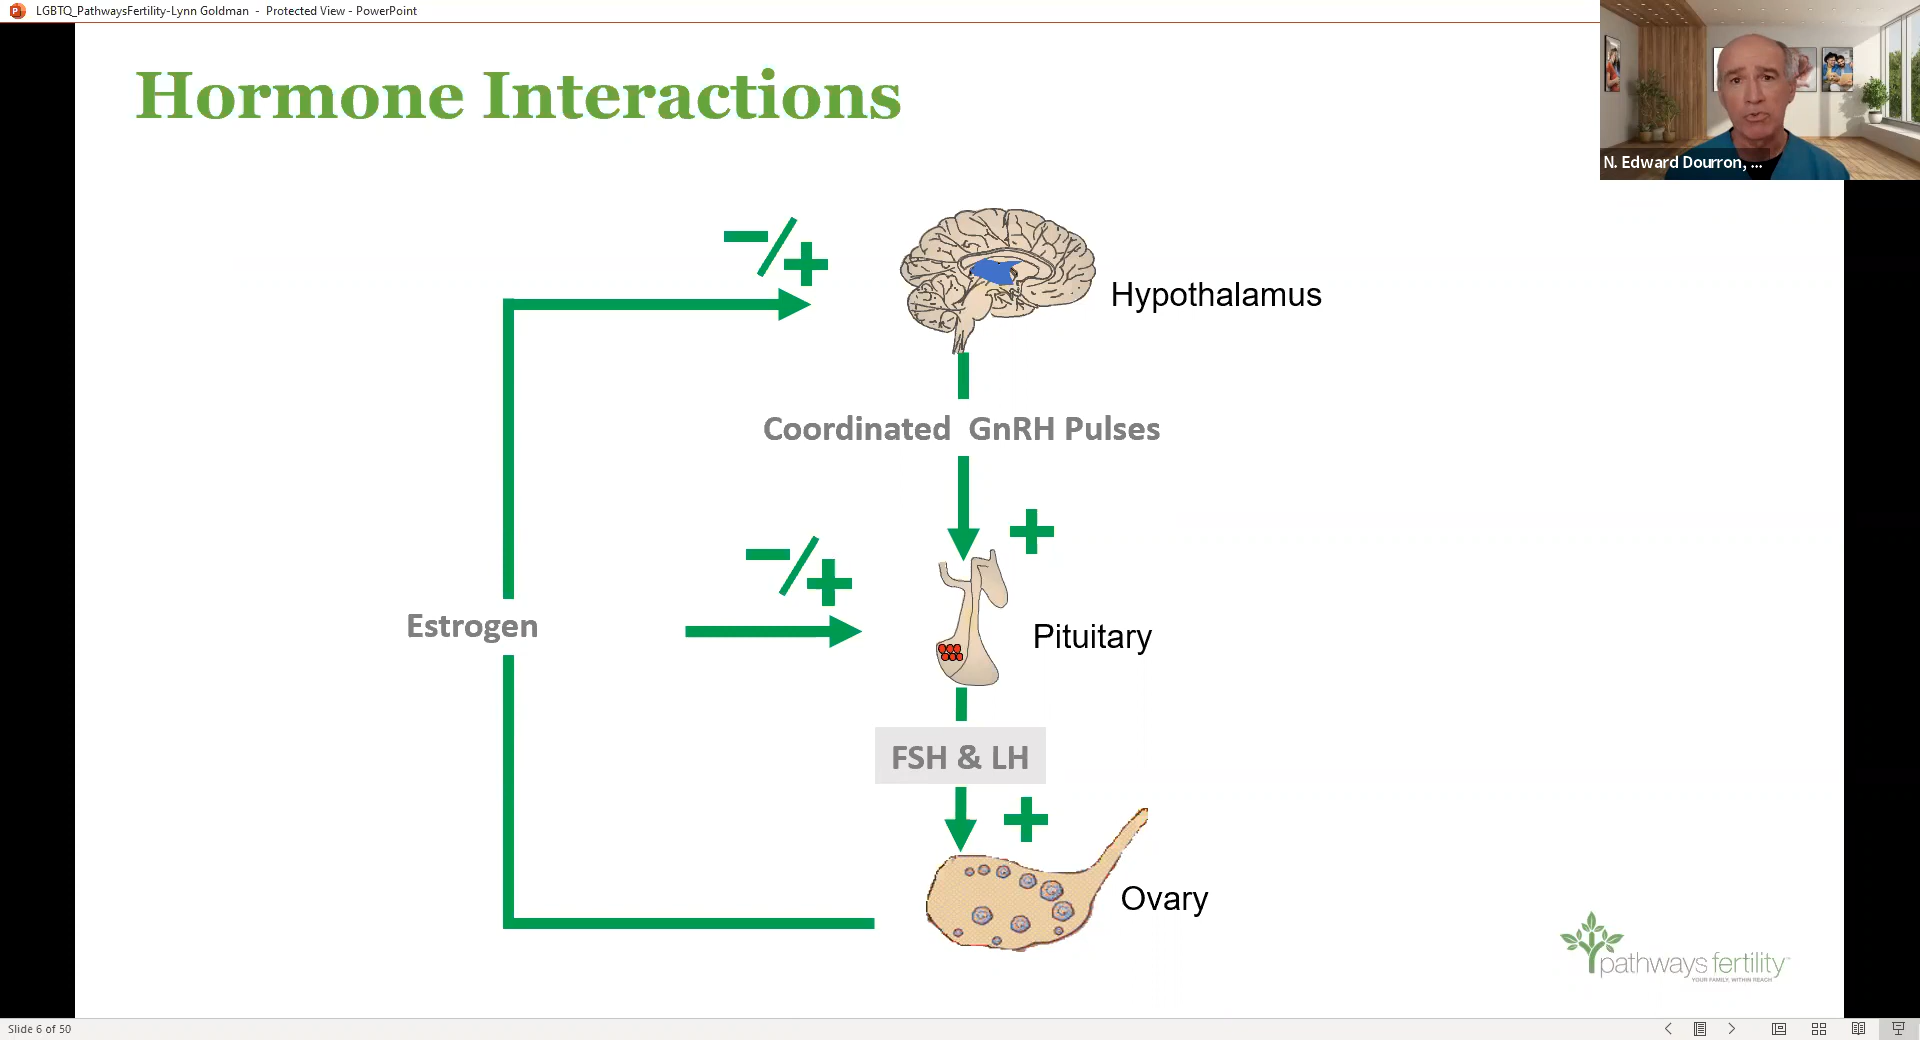 LGBTQ_PathwaysFertility-Lynn Goldman - Protected View - PowerPoint
Hormone Interactions
N. Edward Dourron, ...
−/+
Hypothalamus
Coordinated GnRH Pulses
+
−/+
Estrogen
Pituitary
FSH & LH
+
Ovary
pathways fertility™
YOUR FAMILY, WITHIN REACH
Slide 6 of 50